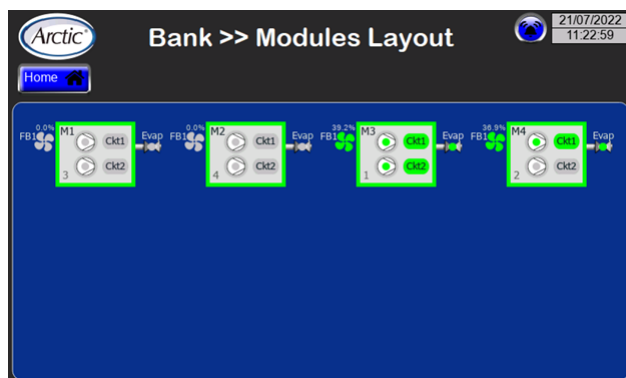 Arctic
Bank >> Modules Layout
21/07/2022
11:22:59
Home
0.0%
FB1
M1
Ckt1
Ckt2
3
Evap
0.0%
FB1
M2
Ckt1
Ckt2
4
Evap
39.2%
FB1
M3
Ckt1
Ckt2
1
Evap
36.9%
FB1
M4
Ckt1
Ckt2
2
Evap